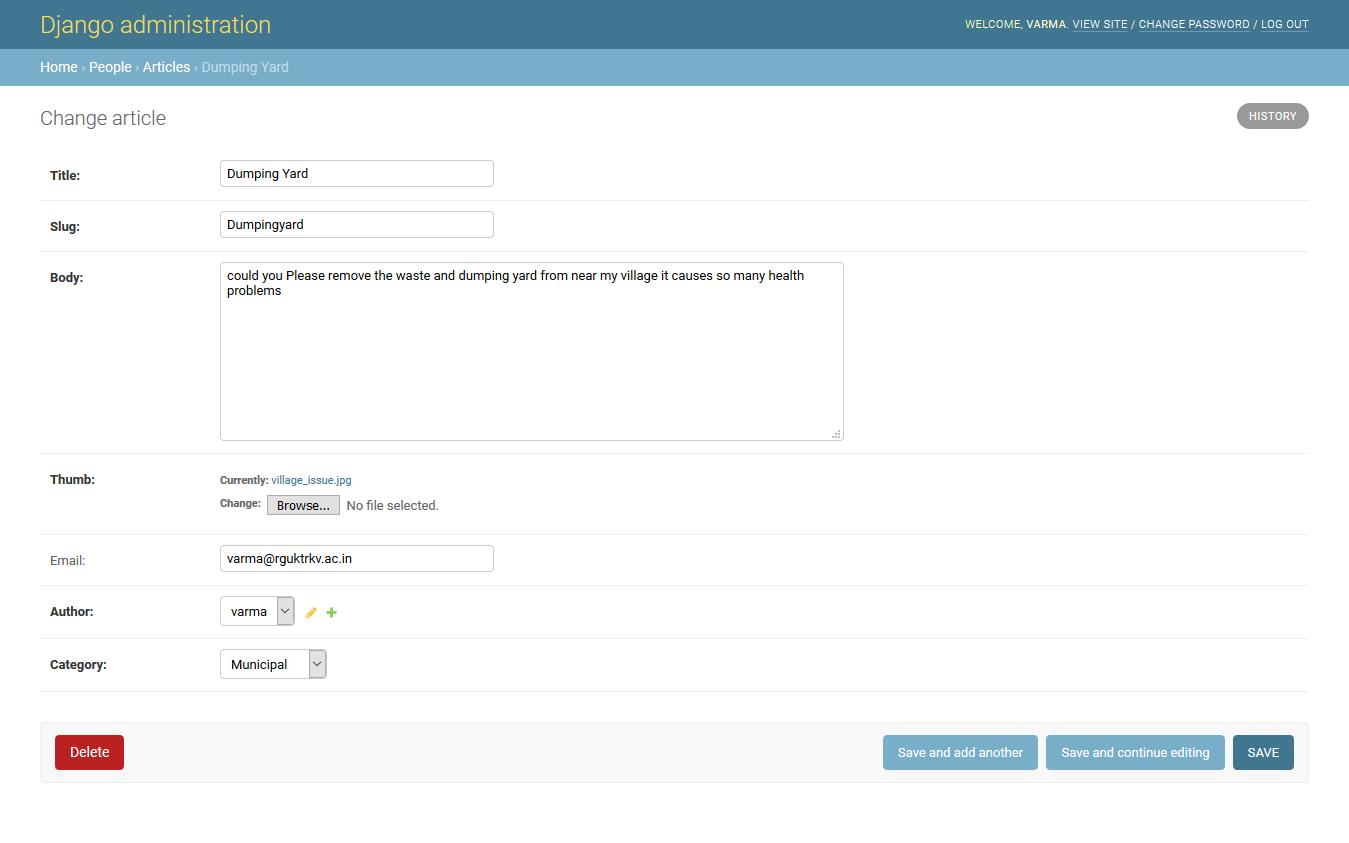 Django administration
WELCOME, VARMA. VIEW SITE / CHANGE PASSWORD / LOG OUT
Home › People › Articles › Dumping Yard
Change article
HISTORY
Title:
Dumping Yard
Slug:
Dumpingyard
Body:
could you Please remove the waste and dumping yard from near my village it causes so many health
problems
Thumb:
Currently: village_issue.jpg
Change: Browse... No file selected.
Email:
varma@rguktrkv.ac.in
Author:
varma
Category:
Municipal
Delete
Save and add another
Save and continue editing
SAVE